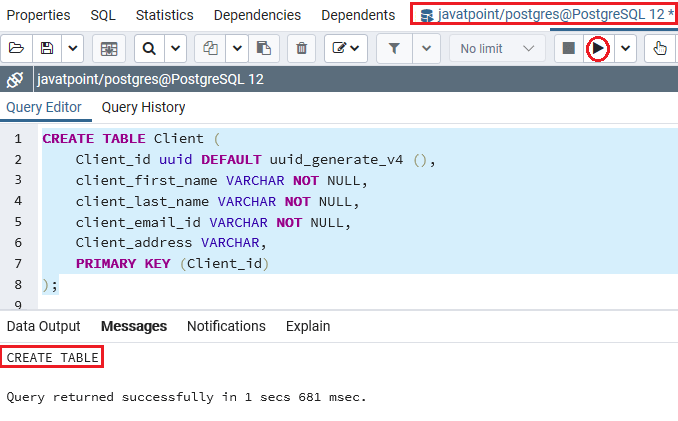 Properties SQL Statistics Dependencies Dependents javatpoint/postgres@PostgreSQL 12 *
No limit
javatpoint/postgres@PostgreSQL 12
Query Editor Query History
1 CREATE TABLE Client (
2 Client_id uuid DEFAULT uuid_generate_v4 (),
3 client_first_name VARCHAR NOT NULL,
4 client_last_name VARCHAR NOT NULL,
5 client_email_id VARCHAR NOT NULL,
6 Client_address VARCHAR,
7 PRIMARY KEY (Client_id)
8 );
9
Data Output Messages Notifications Explain
CREATE TABLE
Query returned successfully in 1 secs 681 msec.